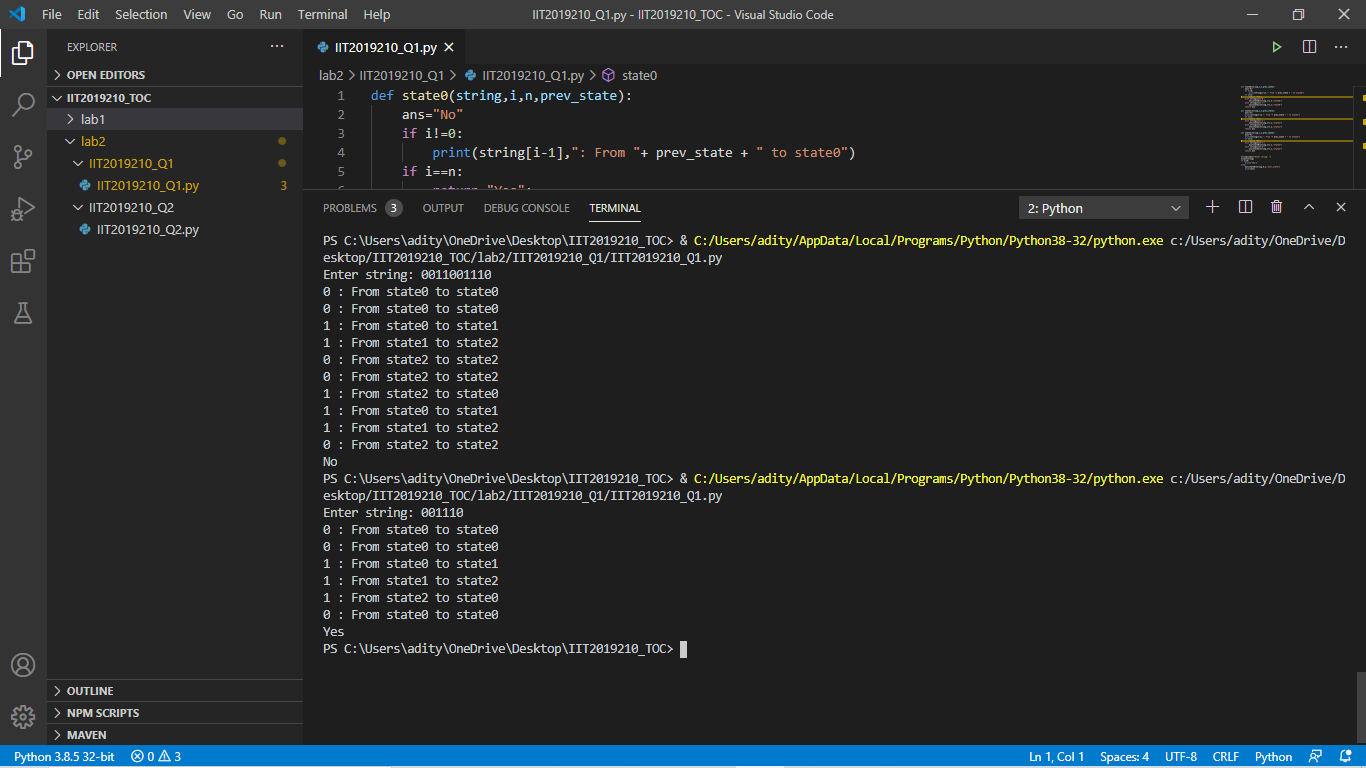 File Edit Selection View Go Run Terminal Help
IIT2019210_Q1.py - IIT2019210_TOC - Visual Studio Code
EXPLORER
OPEN EDITORS
IIT2019210_TOC
lab1
lab2
IIT2019210_Q1
IIT2019210_Q1.py 3
IIT2019210_Q2
IIT2019210_Q2.py
OUTLINE
NPM SCRIPTS
MAVEN
IIT2019210_Q1.py
lab2 > IIT2019210_Q1 > IIT2019210_Q1.py > state0
1 def state0(string,i,n,prev_state):
2 ans="No"
3 if i!=0:
4 print(string[i-1],": From "+ prev_state + " to state0")
5 if i==n:
6 return "Yes";
PROBLEMS 3 OUTPUT DEBUG CONSOLE TERMINAL
2: Python
PS C:\Users\adity\OneDrive\Desktop\IIT2019210_TOC> & C:/Users/adity/AppData/Local/Programs/Python/Python38-32/python.exe c:/Users/adity/OneDrive/D
esktop/IIT2019210_TOC/lab2/IIT2019210_Q1/IIT2019210_Q1.py
Enter string: 0011001110
0 : From state0 to state0
0 : From state0 to state0
1 : From state0 to state1
1 : From state1 to state2
0 : From state2 to state2
0 : From state2 to state2
1 : From state2 to state0
1 : From state0 to state1
1 : From state1 to state2
0 : From state2 to state2
No
PS C:\Users\adity\OneDrive\Desktop\IIT2019210_TOC> & C:/Users/adity/AppData/Local/Programs/Python/Python38-32/python.exe c:/Users/adity/OneDrive/D
esktop/IIT2019210_TOC/lab2/IIT2019210_Q1/IIT2019210_Q1.py
Enter string: 001110
0 : From state0 to state0
0 : From state0 to state0
1 : From state0 to state1
1 : From state1 to state2
1 : From state2 to state0
0 : From state0 to state0
Yes
PS C:\Users\adity\OneDrive\Desktop\IIT2019210_TOC>
Python 3.8.5 32-bit 0 3
Ln 1, Col 1 Spaces: 4 UTF-8 CRLF Python